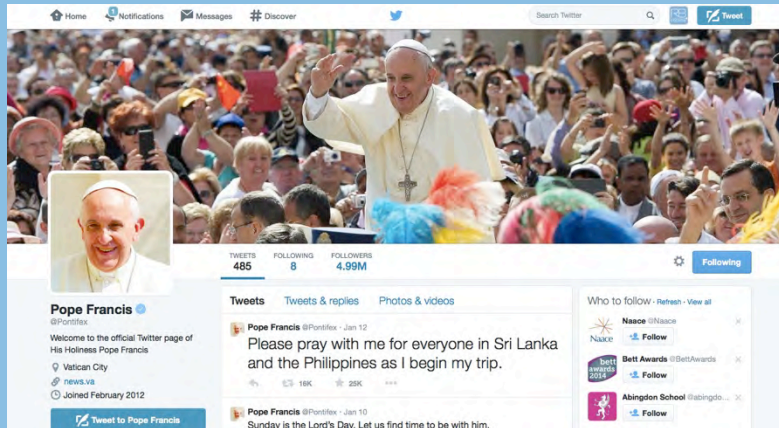 Home Notifications Messages Discover Search Twitter Tweet
1
TWEETS FOLLOWING FOLLOWERS
485 8 4.99M
Following
Pope Francis
@Pontifex
Welcome to the official Twitter page of
His Holiness Pope Francis
Vatican City
news.va
Joined February 2012
Tweet to Pope Francis
Tweets Tweets & replies Photos & videos
Pope Francis @Pontifex · Jan 12
Please pray with me for everyone in Sri Lanka
and the Philippines as I begin my trip.
16K 25K
Pope Francis @Pontifex · Jan 10
Sunday is the Lord's Day. Let us find time to be with him.
Who to follow · Refresh · View all
Naace @Naace
Naace
Follow
Bett Awards @BettAwards
bett
awards
2014
Follow
Abingdon School @abingdo...
Follow